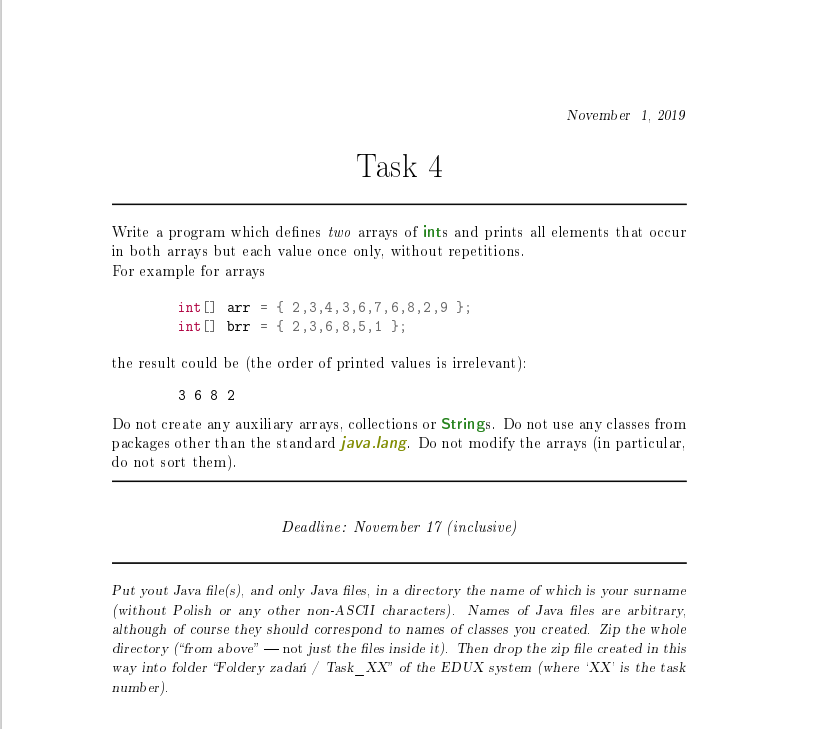 November 1, 2019
Task 4
Write a program which defines two arrays of ints and prints all elements that occur
in both arrays but each value once only, without repetitions.
For example for arrays
int[] arr = { 2,3,4,3,6,7,6,8,2,9 };
int[] brr = { 2,3,6,8,5,1 };
the result could be (the order of printed values is irrelevant):
3 6 8 2
Do not create any auxiliary arrays, collections or Strings. Do not use any classes from
packages other than the standard java.lang. Do not modify the arrays (in particular,
do not sort them).
Deadline: November 17 (inclusive)
Put yout Java file(s), and only Java files, in a directory the name of which is your surname
(without Polish or any other non-ASCII characters). Names of Java files are arbitrary,
although of course they should correspond to names of classes you created. Zip the whole
directory (“from above” — not just the files inside it). Then drop the zip file created in this
way into folder “Foldery zadań / Task_XX” of the EDUX system (where ‘XX’ is the task
number).